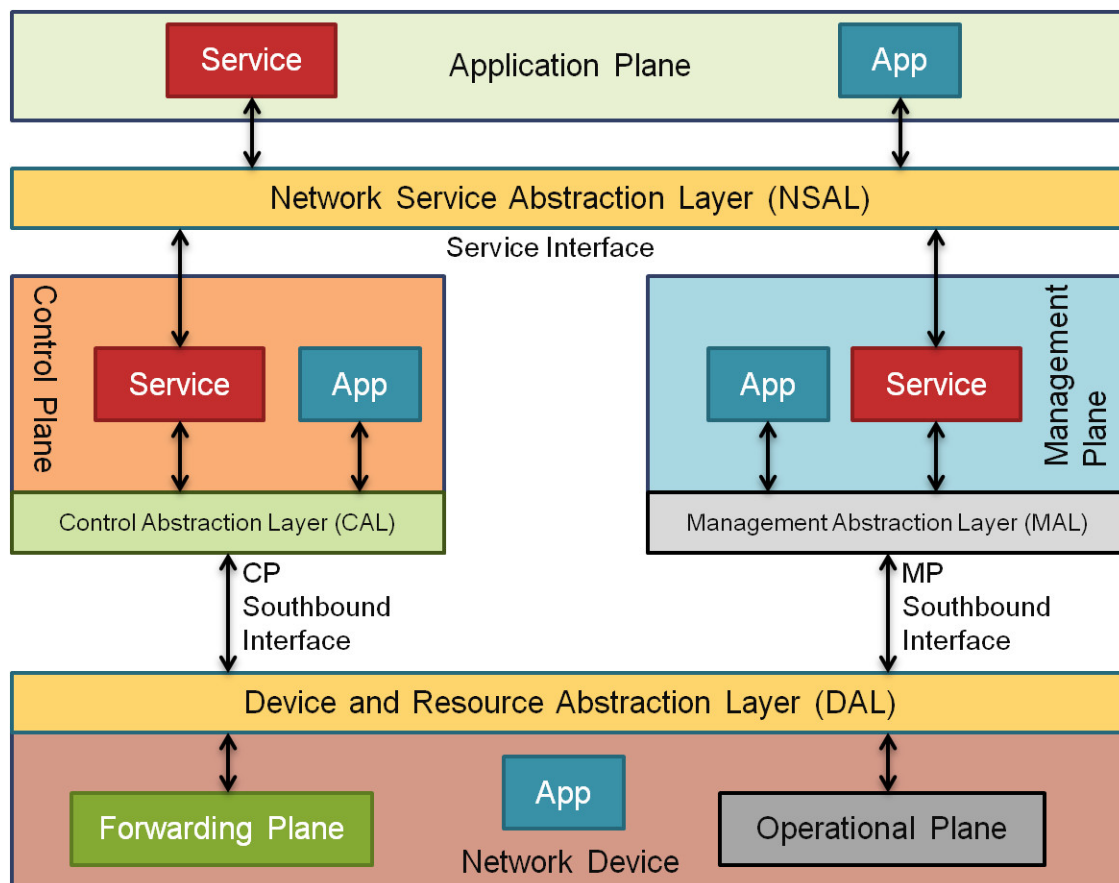 Service
Application Plane
App
Network Service Abstraction Layer (NSAL)
Service Interface
Control Plane
Service
App
App
Service
Management
Plane
Control Abstraction Layer (CAL)
Management Abstraction Layer (MAL)
CP
Southbound
Interface
MP
Southbound
Interface
Device and Resource Abstraction Layer (DAL)
App
Forwarding Plane
Operational Plane
Network Device